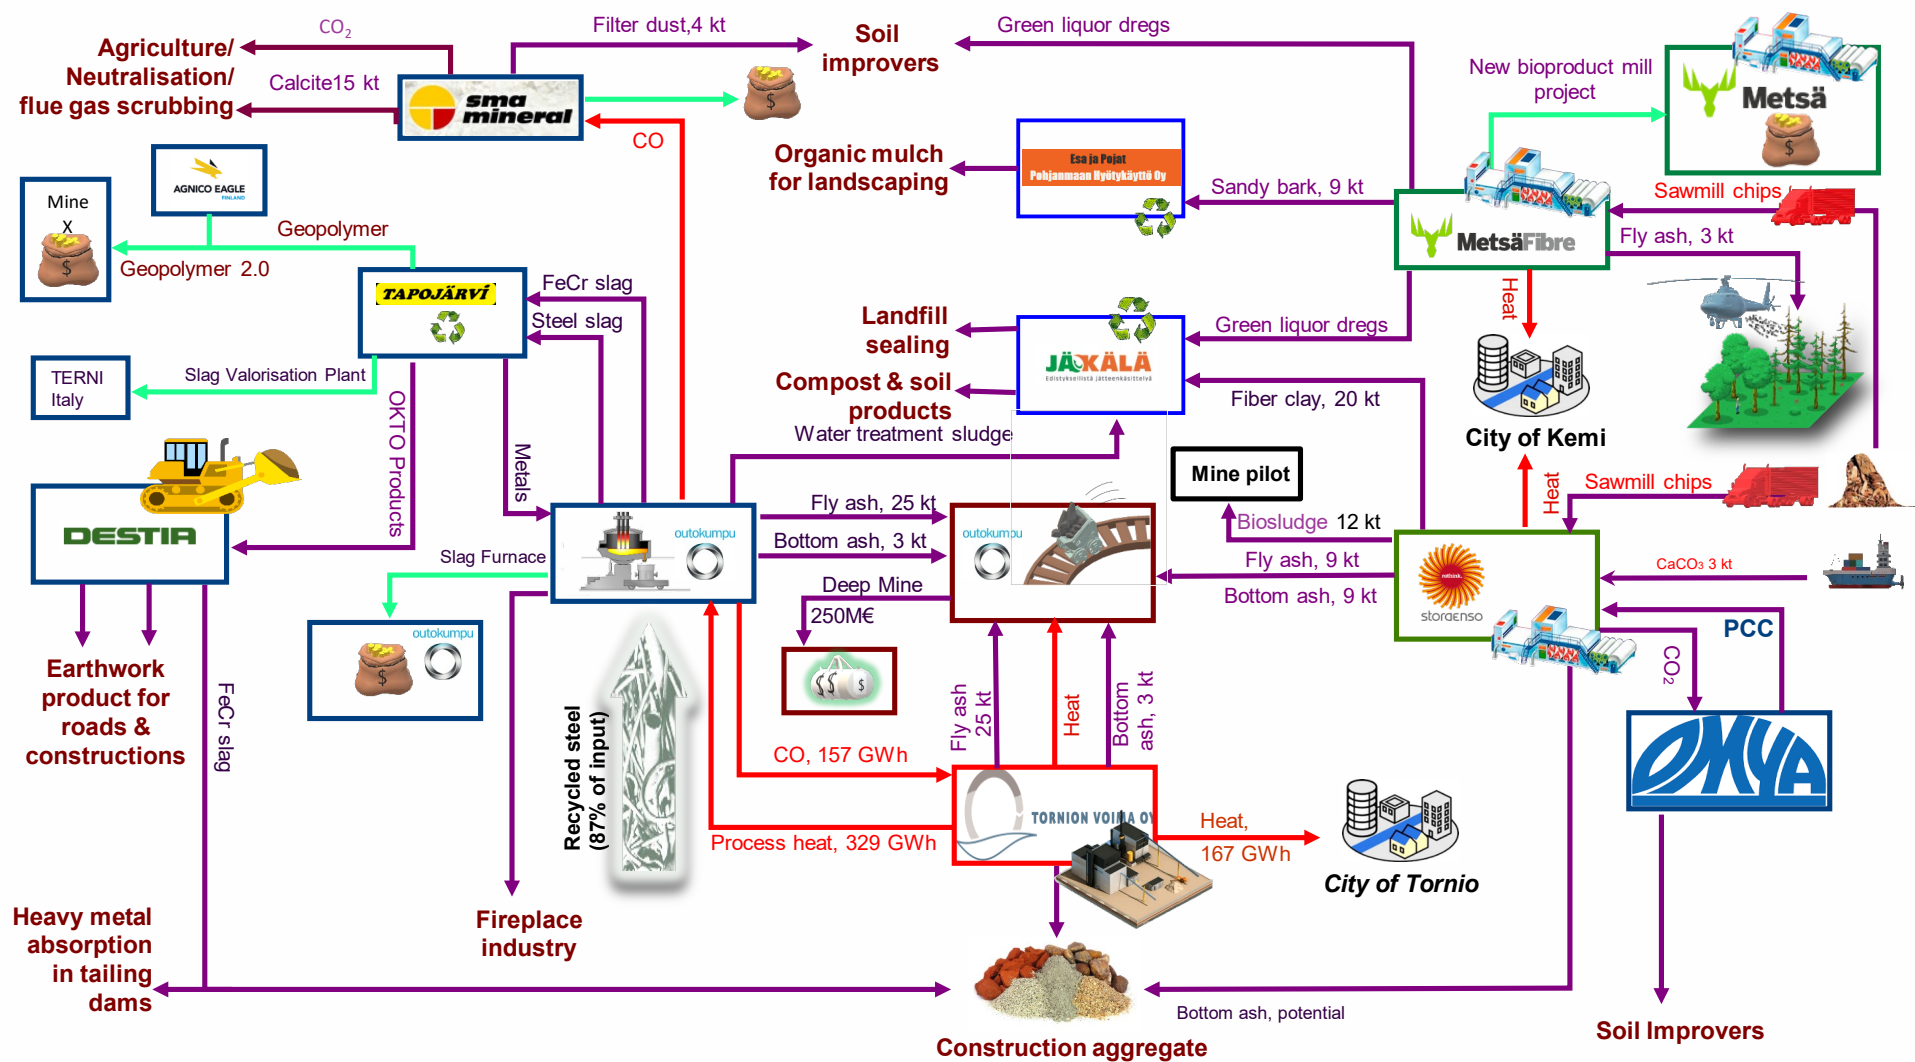 CO₂
Filter dust,4 kt
Agriculture/
Neutralisation/
flue gas scrubbing
Calcite15 kt
sma
mineral
$
CO
Soil
improvers
Green liquor dregs
New bioproduct mill
project
Metsä
$
Organic mulch
for landscaping
Esa ja Pojat
Pohjanmaan Hyötykäyttö Oy
Sandy bark, 9 kt
MetsäFibre
Sawmill chips
Fly ash, 3 kt
Heat
AGNICO EAGLE
FINLAND
Mine
X
$
Geopolymer
Geopolymer 2.0
TAPOJÄRVI
FeCr slag
Steel slag
Landfill
sealing
Compost & soil
products
JÄKÄLÄ
Edistyksellistä jätteenkäsittelyä
Green liquor dregs
Fiber clay, 20 kt
City of Kemi
TERNI
Italy
Slag Valorisation Plant
OKTO Products
Metals
Water treatment sludge
Mine pilot
Biosludge 12 kt
Heat
Sawmill chips
DESTIA
Slag Furnace
outokumpu
Fly ash, 25 kt
Bottom ash, 3 kt
outokumpu
Deep Mine
250M€
$ $ $
Fly ash, 9 kt
Bottom ash, 9 kt
rethink.
storaenso
CaCO₃ 3 kt
PCC
CO₂
OMYA
outokumpu
$
Earthwork
product for
roads &
constructions
FeCr slag
Recycled steel
(87% of input)
Fly ash
25 kt
Heat
Bottom
ash, 3 kt
CO, 157 GWh
Process heat, 329 GWh
TORNION VOIMA OY
Heat,
167 GWh
City of Tornio
Fireplace
industry
Heavy metal
absorption
in tailing
dams
Bottom ash, potential
Construction aggregate
Soil Improvers